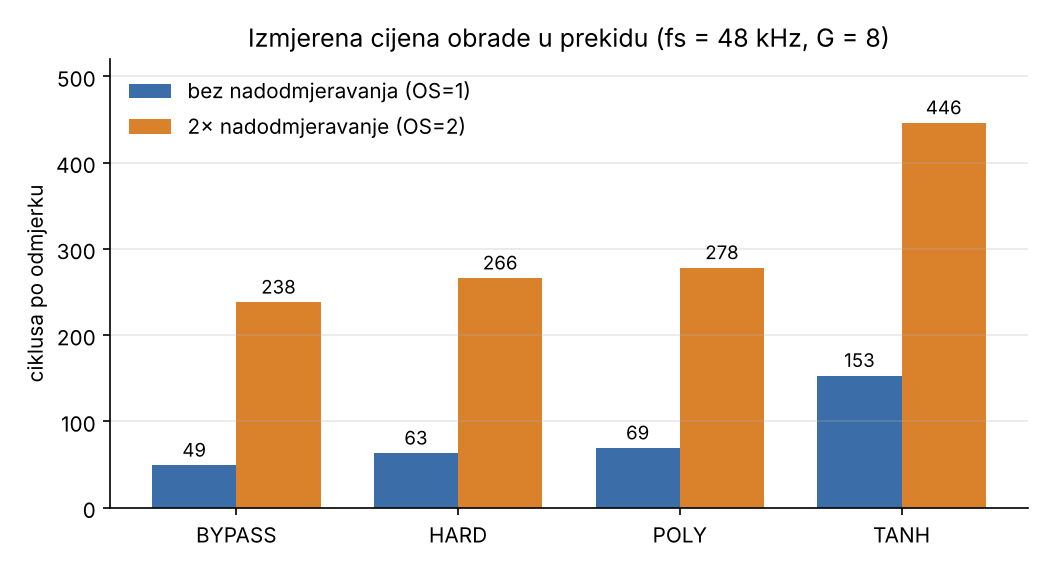 Izmjerena cijena obrade u prekidu (fs = 48 kHz, G = 8)
bez nadodmjeravanja (OS=1)
2× nadodmjeravanje (OS=2)
ciklusa po odmjerku
500
400
300
200
100
0
49
238
63
266
69
278
153
446
BYPASS
HARD
POLY
TANH